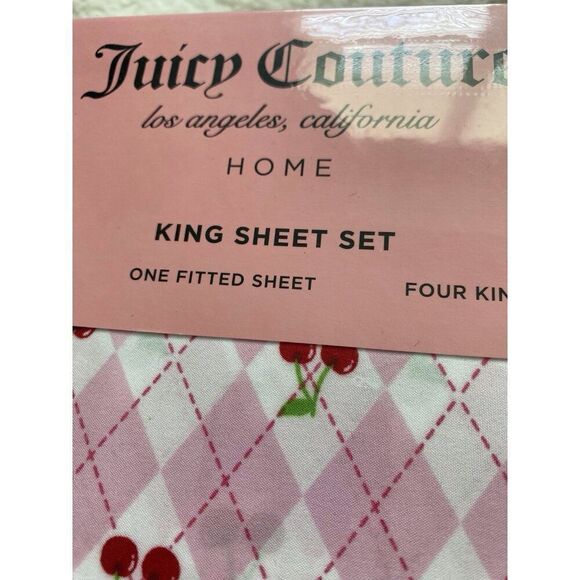 Juicy Couture
los angeles, california
HOME
KING SHEET SET
ONE FITTED SHEET FOUR KIN